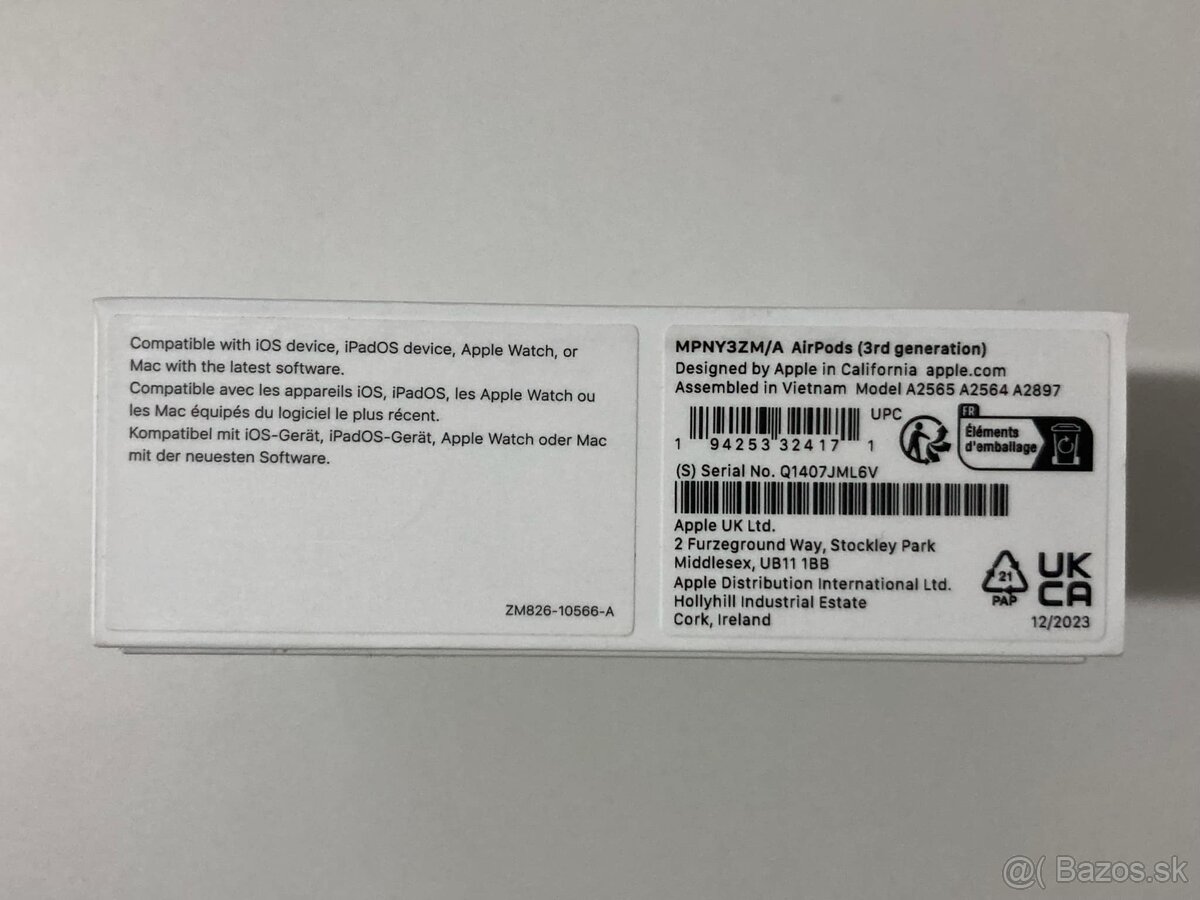 Compatible with iOS device, iPadOS device, Apple Watch, or
Mac with the latest software.
Compatible avec les appareils iOS, iPadOS, les Apple Watch ou
les Mac équipés du logiciel le plus récent.
Kompatibel mit iOS-Gerät, iPadOS-Gerät, Apple Watch oder Mac
mit der neuesten Software.
ZM826-10566-A
MPNY3ZM/A AirPods (3rd generation)
Designed by Apple in California apple.com
Assembled in Vietnam Model A2565 A2564 A2897
UPC
1 94253 32417 1
FR
Éléments
d'emballage
(S) Serial No. Q1407JML6V
Apple UK Ltd.
2 Furzeground Way, Stockley Park
Middlesex, UB11 1BB
Apple Distribution International Ltd.
Hollyhill Industrial Estate
Cork, Ireland
21
PAP
UK
CA
12/2023
@( Bazos.sk